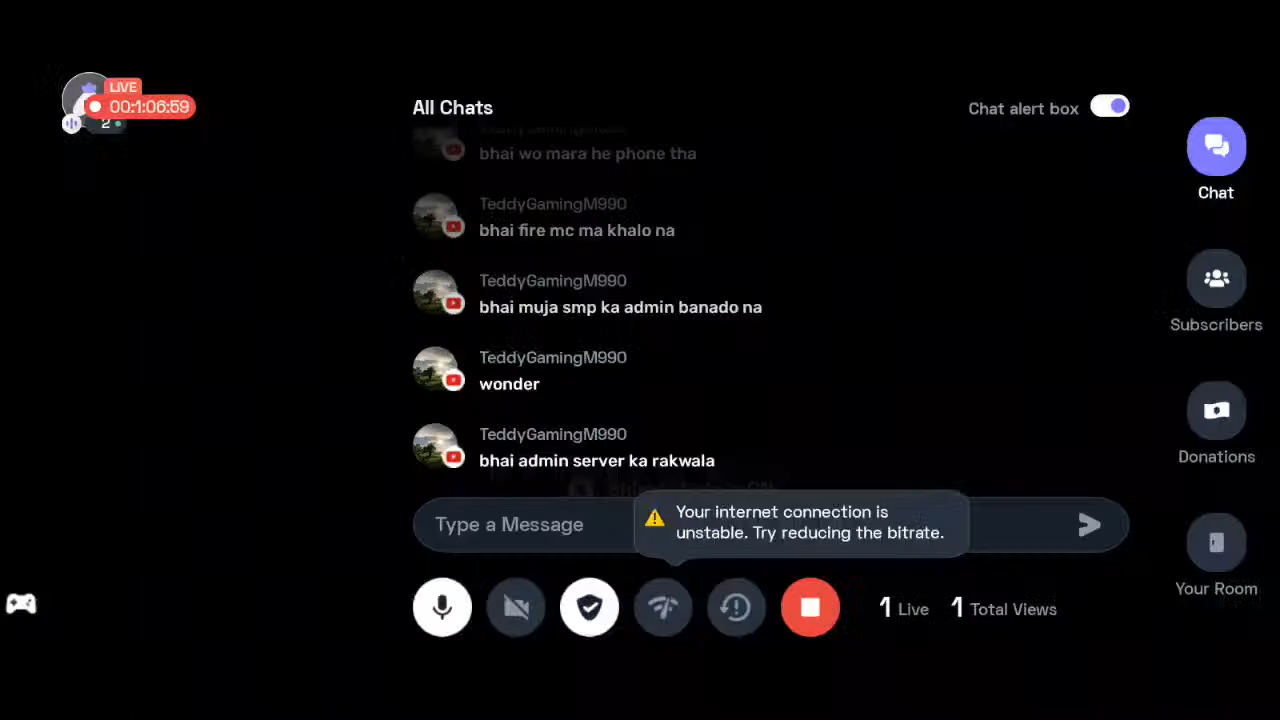 LIVE
00:1:06:59
2
All Chats
Chat alert box
bhai wo mara he phone tha
TeddyGamingM990
bhai fire mc ma khalo na
TeddyGamingM990
bhai muja smp ka admin banado na
TeddyGamingM990
wonder
TeddyGamingM990
bhai admin server ka rakwala
Type a Message
Your internet connection is
unstable. Try reducing the bitrate.
1 Live 1 Total Views
Chat
Subscribers
Donations
Your Room